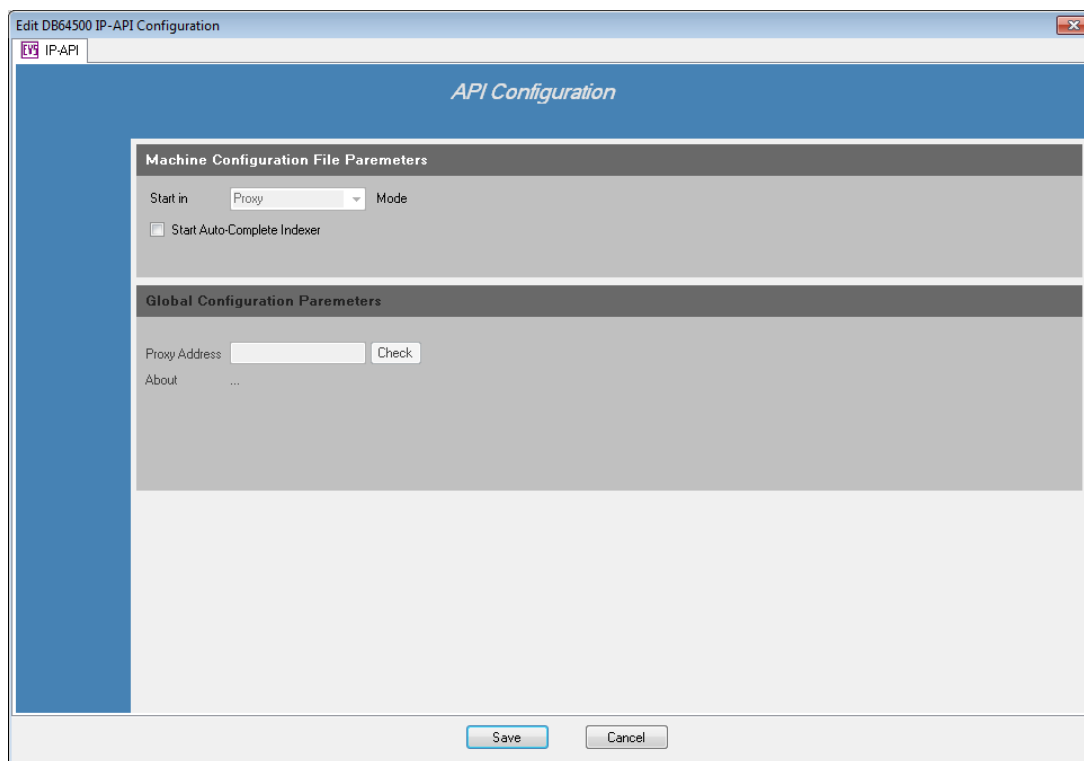 Edit DB64500 IP-API Configuration
EVS IP-API
API Configuration
Machine Configuration File Paremeters
Start in Proxy Mode
Start Auto-Complete Indexer
Global Configuration Paremeters
Proxy Address Check
About ...
Save Cancel